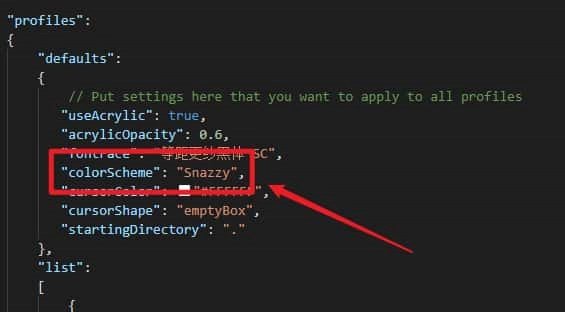 "profiles":
{
"defaults":
{
// Put settings here that you want to apply to all profiles
"useAcrylic": true,
"acrylicOpacity": 0.6,
"fontFace": "等距更纱黑体 SC",
"colorScheme": "Snazzy",
"cursorColor": "#FFFFFF",
"cursorShape": "emptyBox",
"startingDirectory": "."
},
"list":
[
{